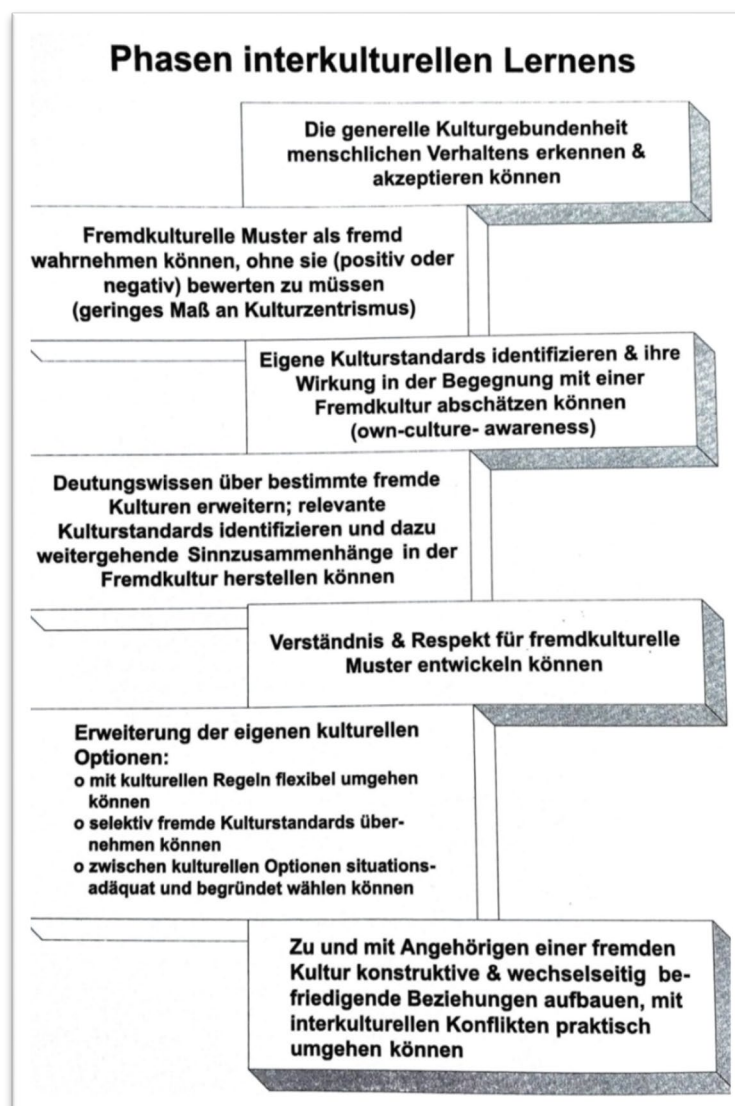 Phasen interkulturellen Lernens
Die generelle Kulturgebundenheit
menschlichen Verhaltens erkennen &
akzeptieren können
Fremdkulturelle Muster als fremd
wahrnehmen können, ohne sie (positiv oder
negativ) bewerten zu müssen
(geringes Maß an Kulturzentrismus)
Eigene Kulturstandards identifizieren & ihre
Wirkung in der Begegnung mit einer
Fremdkultur abschätzen können
(own-culture- awareness)
Deutungswissen über bestimmte fremde
Kulturen erweitern; relevante
Kulturstandards identifizieren und dazu
weitergehende Sinnzusammenhänge in der
Fremdkultur herstellen können
Verständnis & Respekt für fremdkulturelle
Muster entwickeln können
Erweiterung der eigenen kulturellen
Optionen:
o mit kulturellen Regeln flexibel umgehen
können
o selektiv fremde Kulturstandards über-
nehmen können
o zwischen kulturellen Optionen situations-
adäquat und begründet wählen können
Zu und mit Angehörigen einer fremden
Kultur konstruktive & wechselseitig be-
friedigende Beziehungen aufbauen, mit
interkulturellen Konflikten praktisch
umgehen können